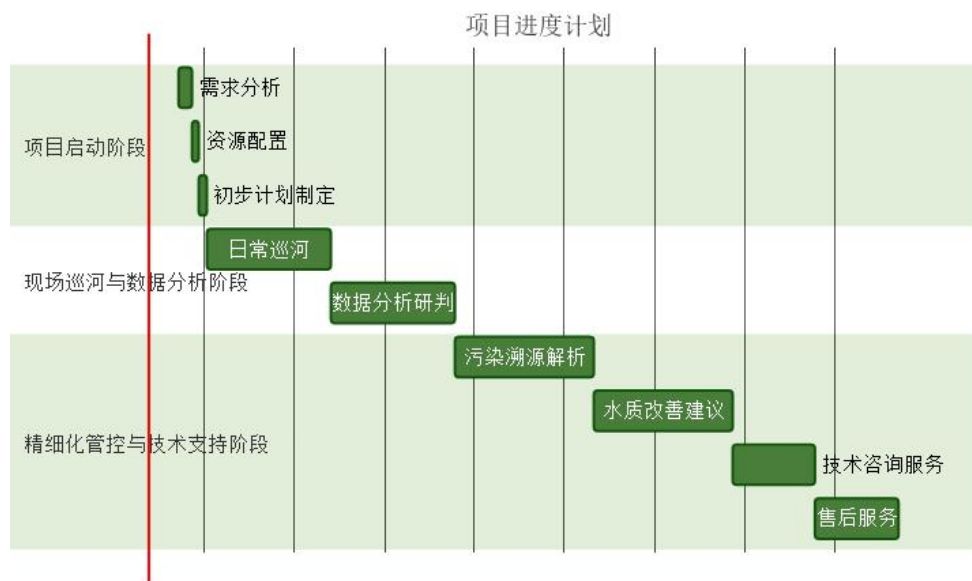 项目进度计划
需求分析
项目启动阶段
资源配置
初步计划制定
日常巡河
现场巡河与数据分析阶段
数据分析研判
污染溯源解析
水质改善建议
精细化管控与技术支持阶段
技术咨询服务
售后服务